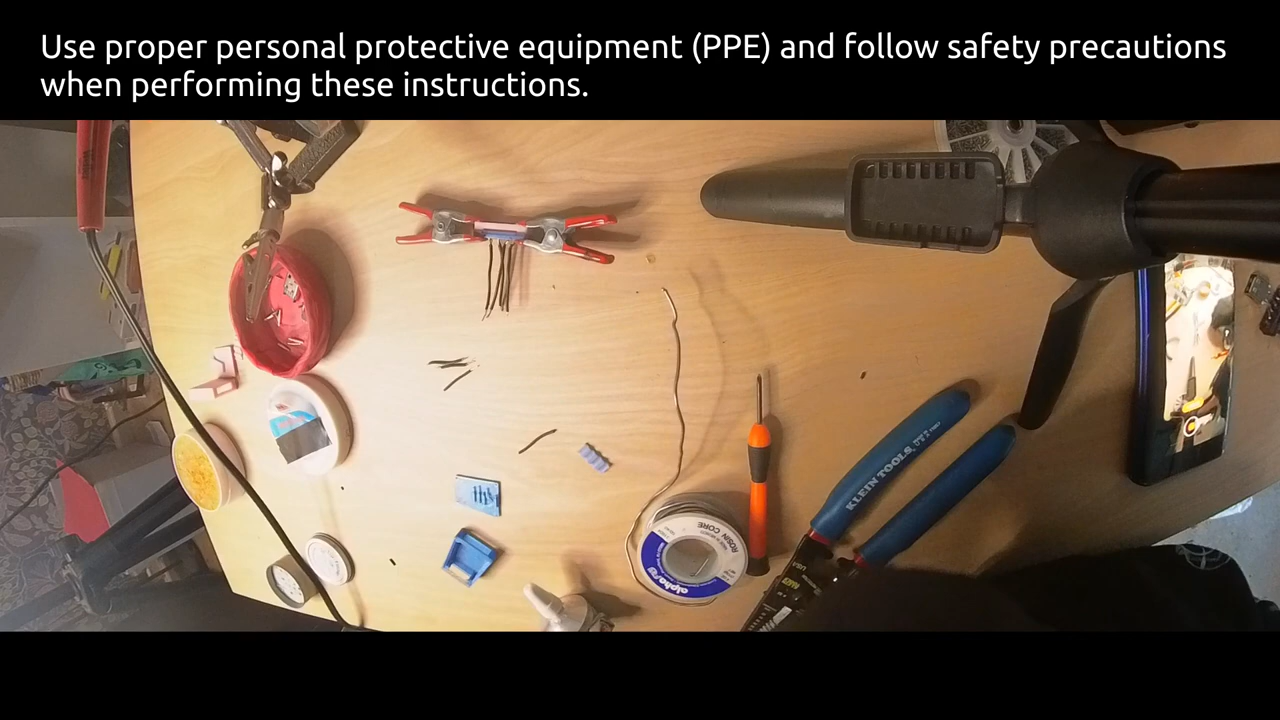 Use proper personal protective equipment (PPE) and follow safety precautions
when performing these instructions.
KLEIN TOOLS
ROSIN CORE
alpha
USA